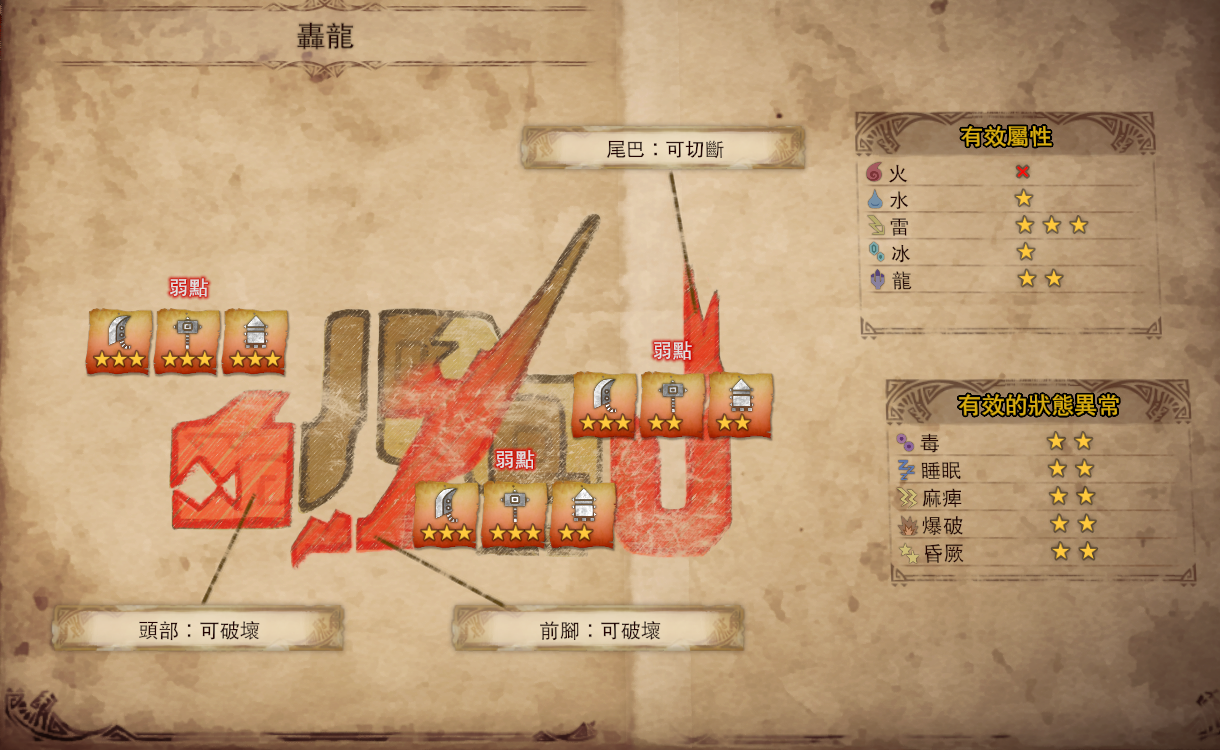 轟龍
尾巴：可切斷
弱點
弱點
弱點
頭部：可破壞
前腳：可破壞
有效屬性
火
水
雷
冰
龍
有效的狀態異常
毒
睡眠
麻痺
爆破
昏厥